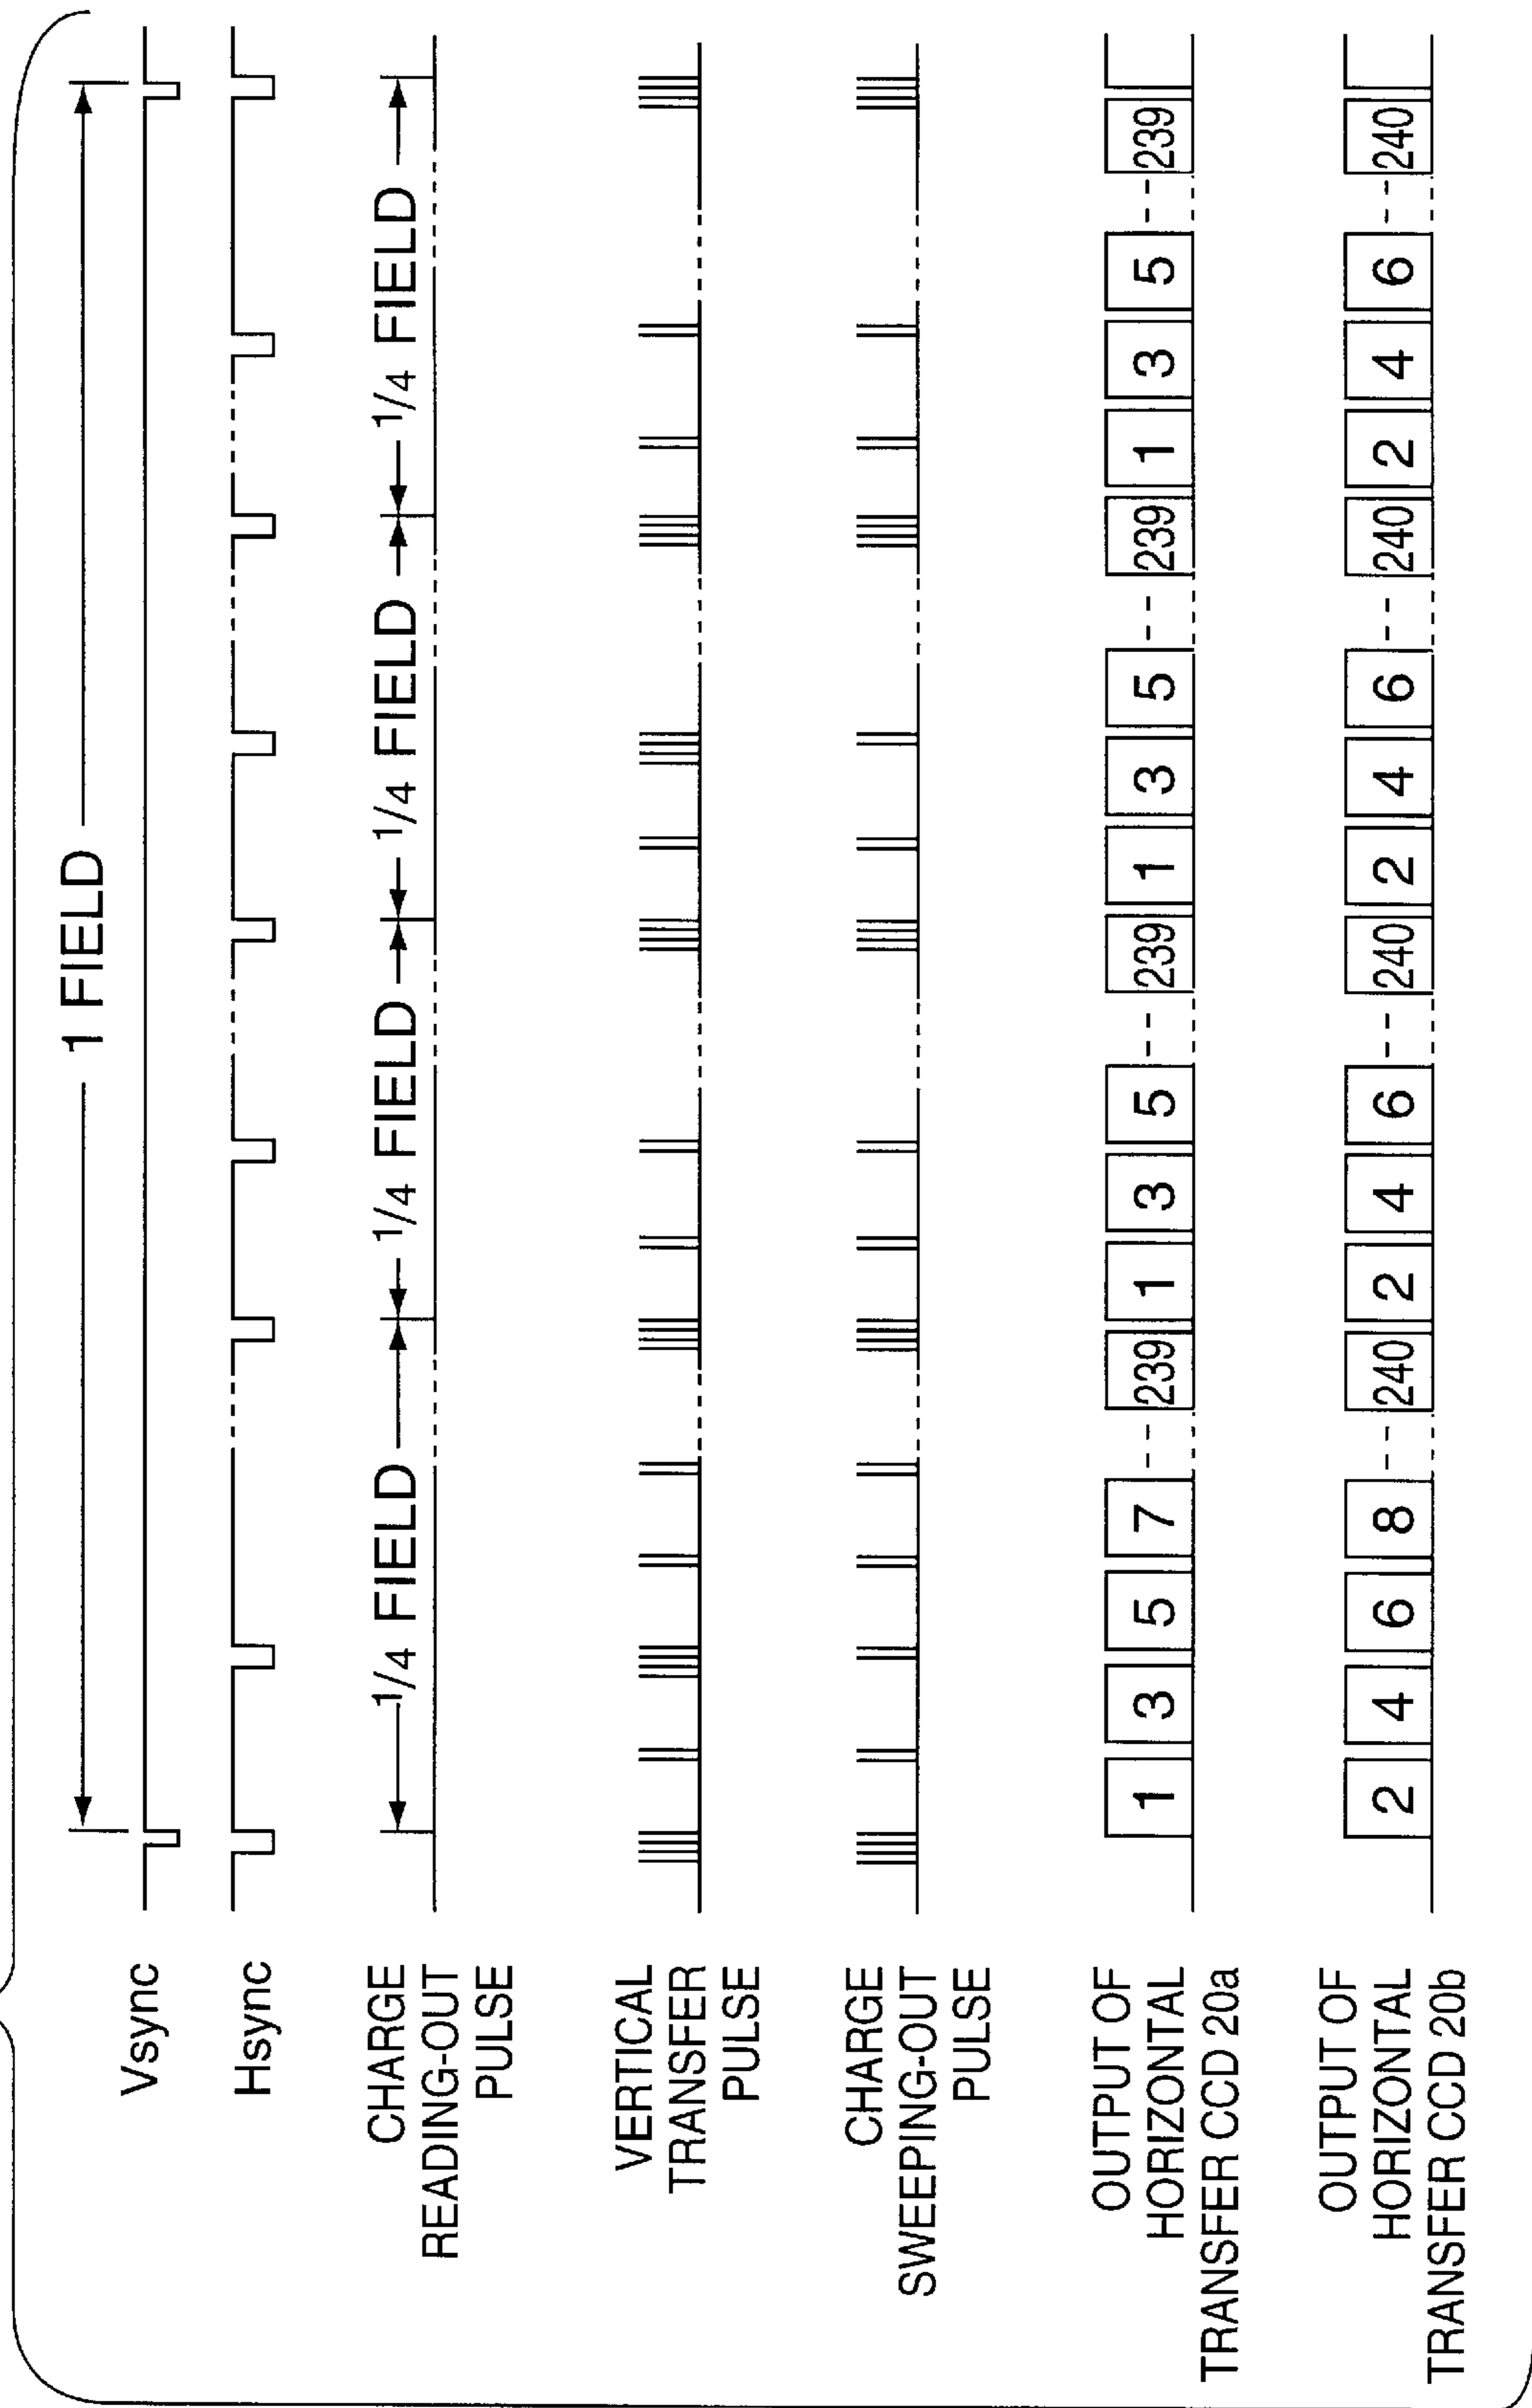 1 FIELD
Vsync
Hsync
1/4 FIELD 1/4 FIELD 1/4 FIELD 1/4 FIELD
CHARGE
READING-OUT
PULSE
VERTICAL
TRANSFER
PULSE
CHARGE
SWEEPING-OUT
PULSE
1 3 5 7 -- 239 1 3 5 -- 239 1 3 5 -- 239 1 3 5 -- 239
OUTPUT OF
HORIZONTAL
TRANSFER CCD 20a
2 4 6 8 -- 240 2 4 6 -- 240 2 4 6 -- 240 2 4 6 -- 240
OUTPUT OF
HORIZONTAL
TRANSFER CCD 20b